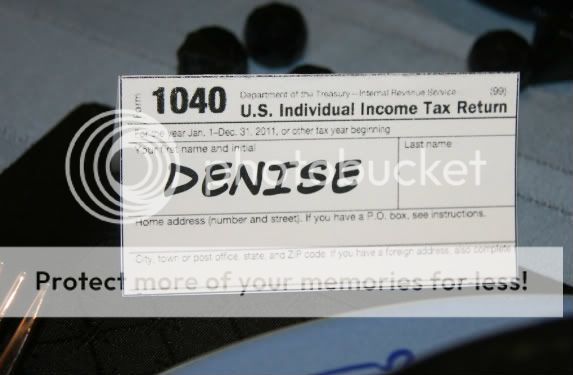 Form 1040
Department of the Treasury—Internal Revenue Service (99)
U.S. Individual Income Tax Return
For the year Jan. 1–Dec. 31, 2011, or other tax year beginning
Your first name and initial
Last name
DENISE
photobucket
Home address (number and street). If you have a P.O. box, see instructions.
City, town or post office, state, and ZIP code. If you have a foreign address, also complete
Protect more of your memories for less!